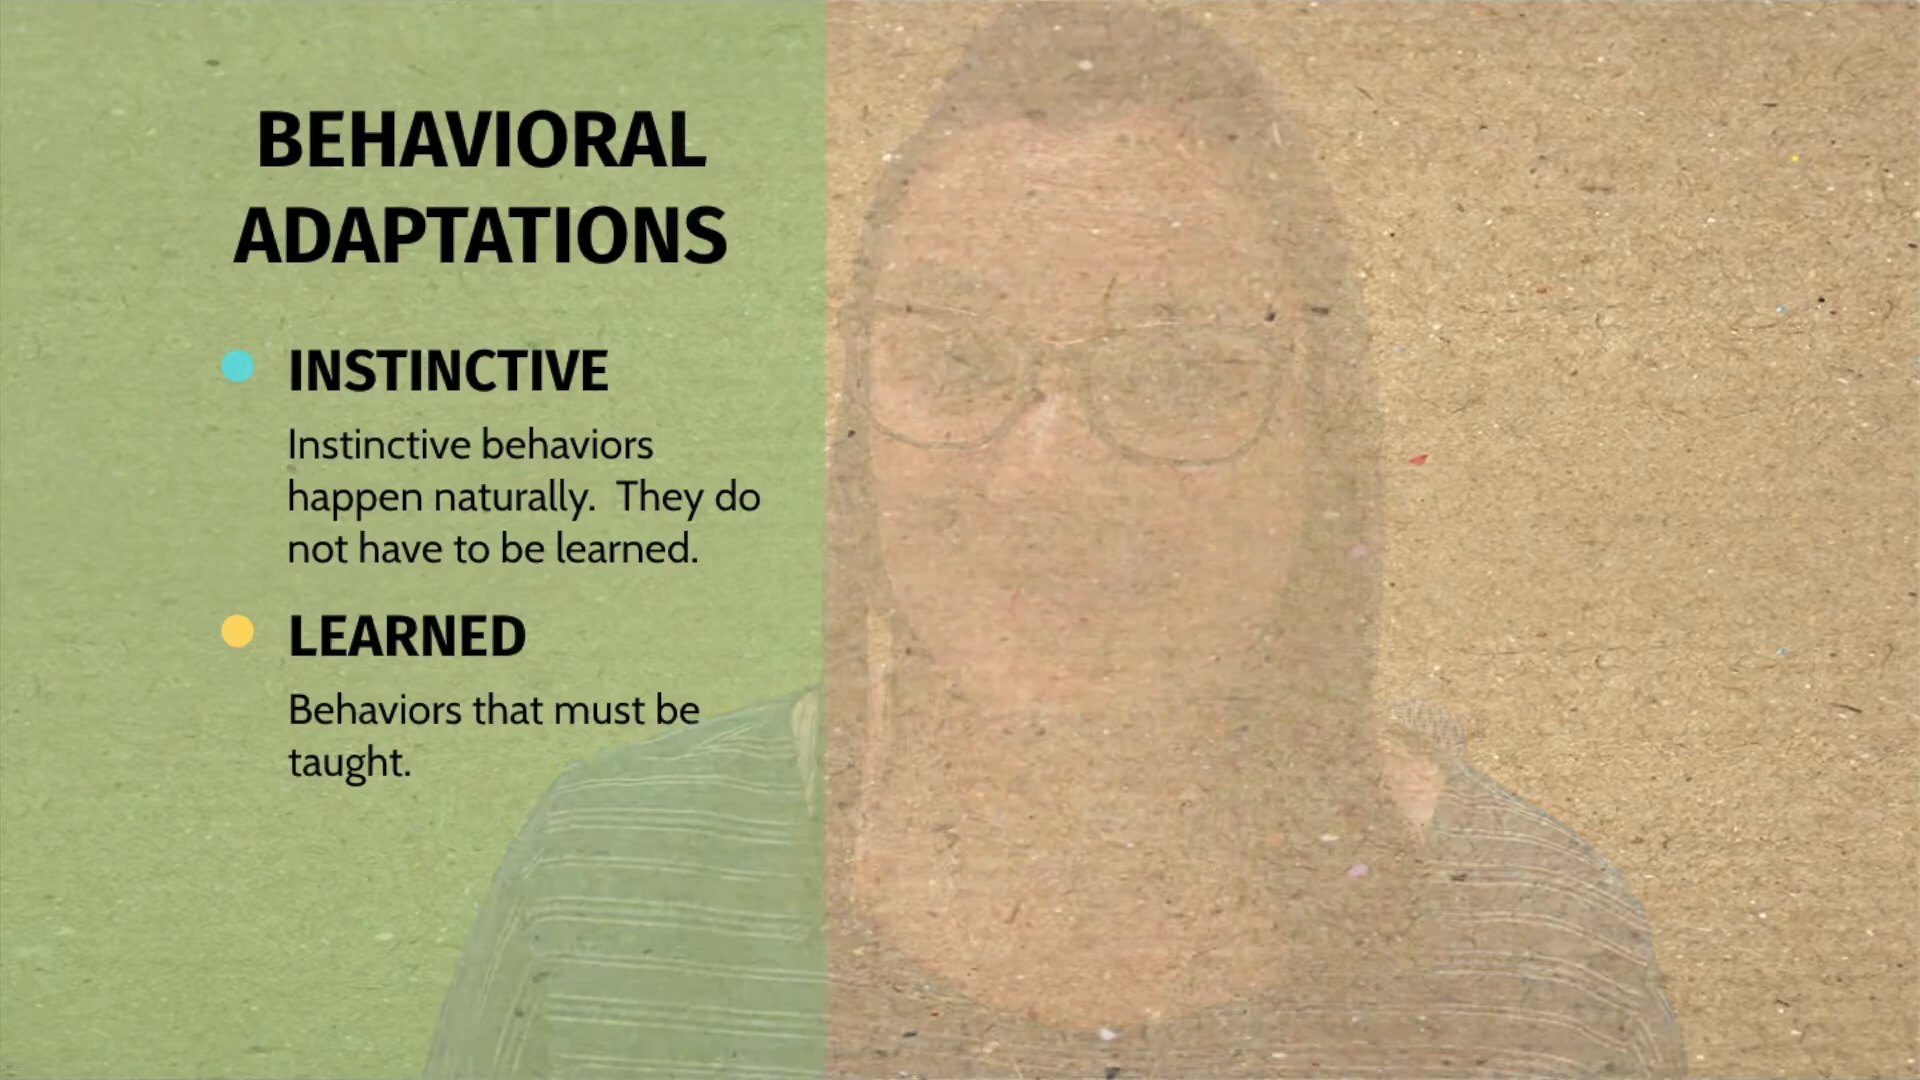 BEHAVIORAL
ADAPTATIONS
INSTINCTIVE
Instinctive behaviors
happen naturally.  They do
not have to be learned.
LEARNED
Behaviors that must be
taught.